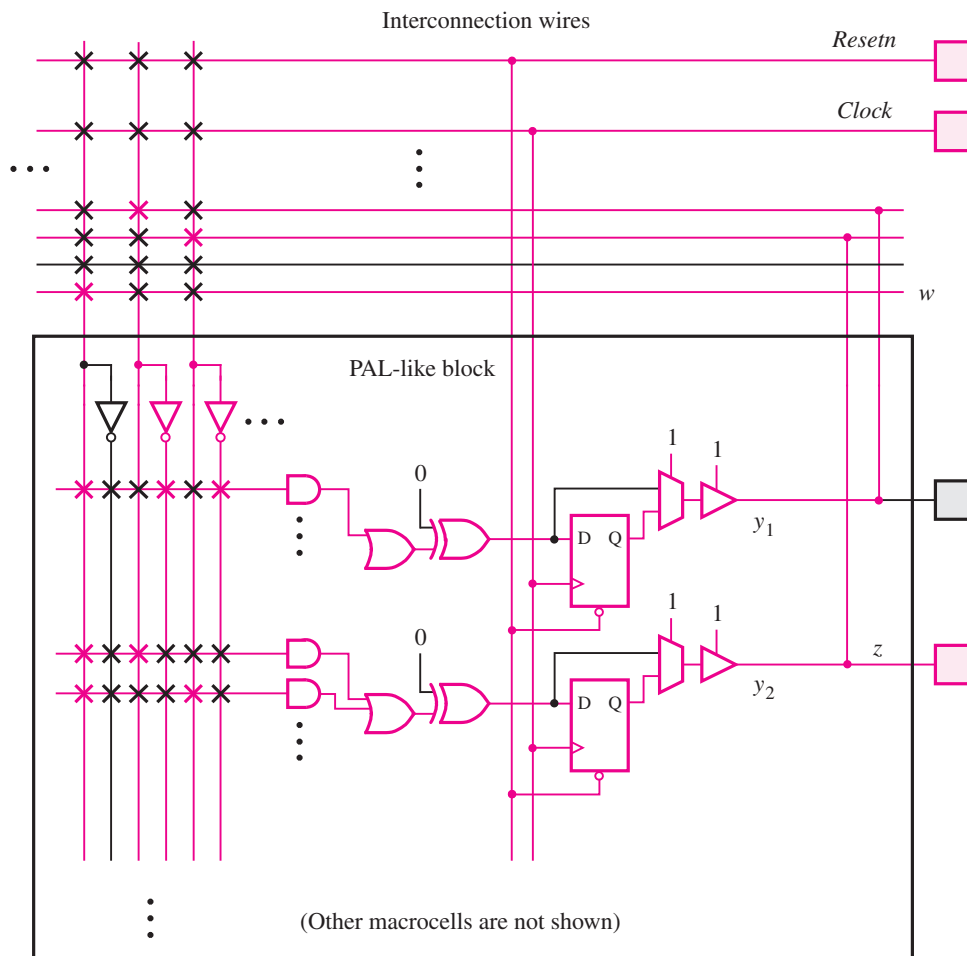 Interconnection wires
Resetn
Clock
w
PAL-like block
0
1
1
D Q
y1
0
1
1
z
D Q
y2
(Other macrocells are not shown)